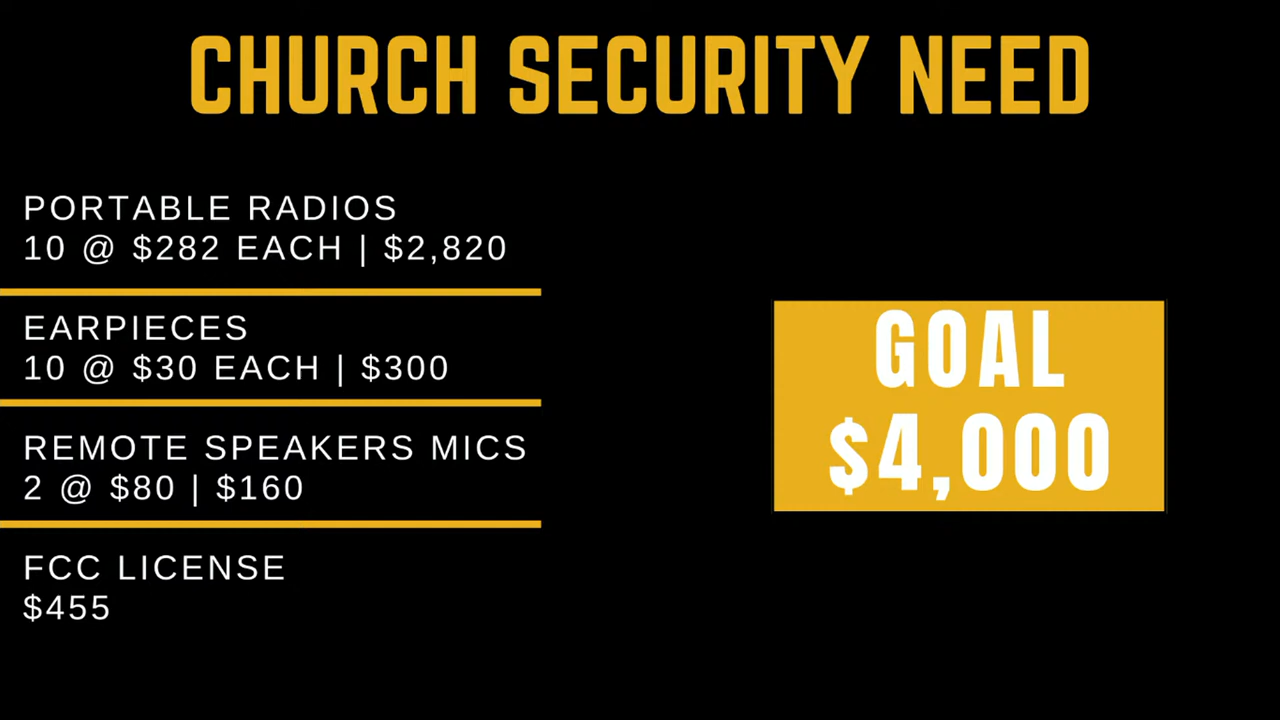 CHURCH SECURITY NEED
PORTABLE RADIOS
10 @ $282 EACH | $2,820
EARPIECES
10 @ $30 EACH | $300
REMOTE SPEAKERS MICS
2 @ $80 | $160
FCC LICENSE
$455
GOAL
$4,000